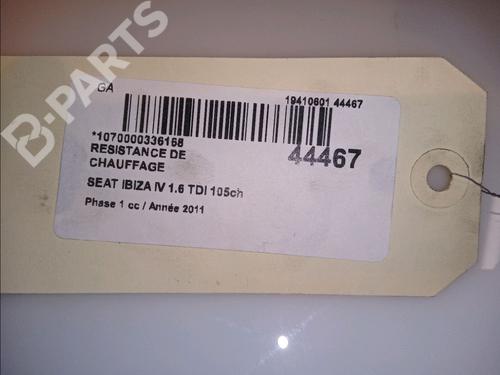 GA
19410601 44467
*1070000336168
RESISTANCE DE
CHAUFFAGE
44467
SEAT IBIZA IV 1.6 TDI 105ch
Phase 1 cc / Année 2011
B-PARTS